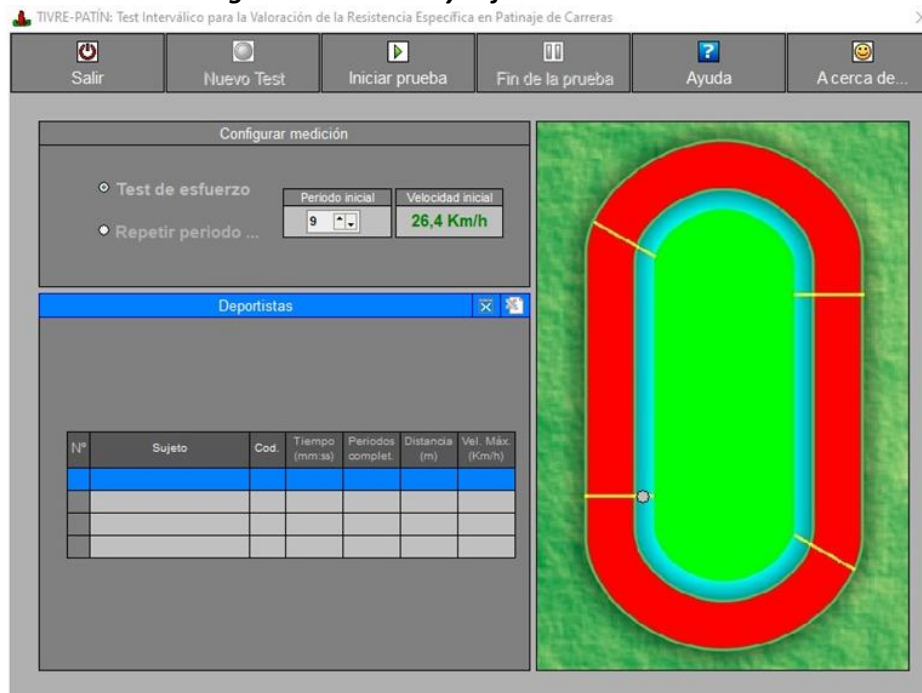 TIVRE-PATÍN: Test Interválico para la Valoración de la Resistencia Específica en Patinaje de Carreras
Salir
Nuevo Test
Iniciar prueba
Fin de la prueba
Ayuda
A cerca de...
Configurar medición
Test de esfuerzo
Repetir periodo ...
Periodo inicial
9
Velocidad inicial
26,4 Km/h
Deportistas
Nº Sujeto Cod. Tiempo (mm:ss) Periodos complet. Distancia (m) Vel. Máx. (Km/h)